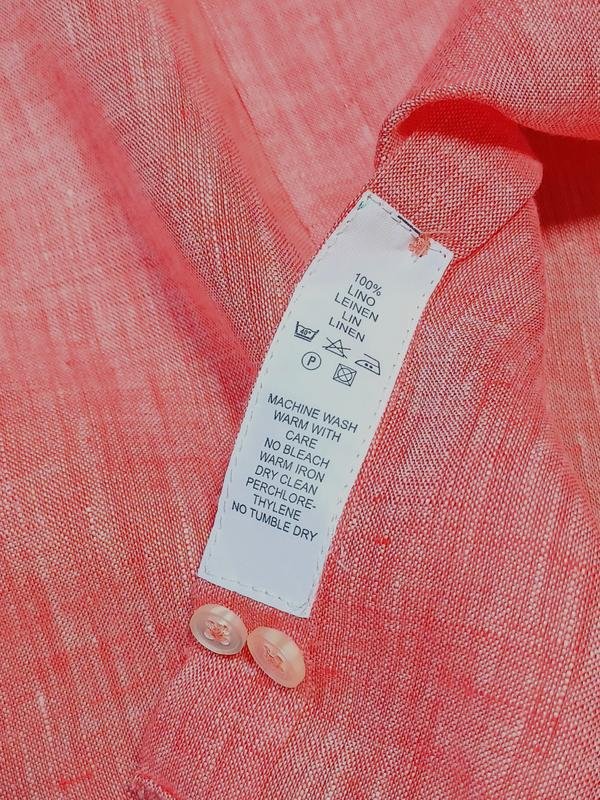 100%
LINO
LEINEN
LIN
LINEN
40°
P
MACHINE WASH
WARM WITH
CARE
NO BLEACH
WARM IRON
DRY CLEAN
PERCHLORE-
THYLENE
NO TUMBLE DRY